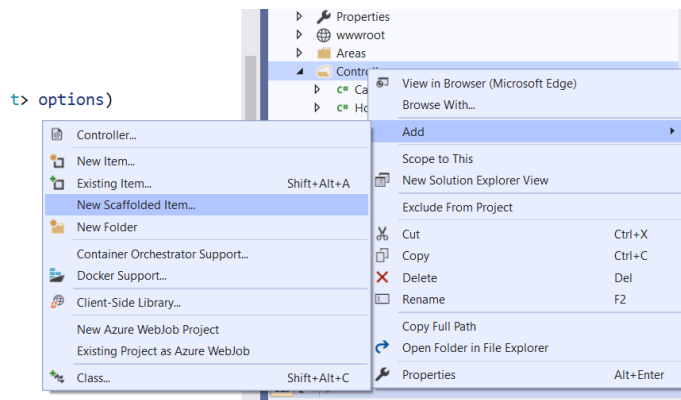 Properties
wwwroot
Areas
Contro
C# Ca
C# Ho
t> options)
View in Browser (Microsoft Edge)
Browse With...
Add
Scope to This
New Solution Explorer View
Exclude From Project
Cut Ctrl+X
Copy Ctrl+C
Delete Del
Rename F2
Copy Full Path
Open Folder in File Explorer
Properties Alt+Enter
Controller...
New Item...
Existing Item... Shift+Alt+A
New Scaffolded Item...
New Folder
Container Orchestrator Support...
Docker Support...
Client-Side Library...
New Azure WebJob Project
Existing Project as Azure WebJob
Class... Shift+Alt+C